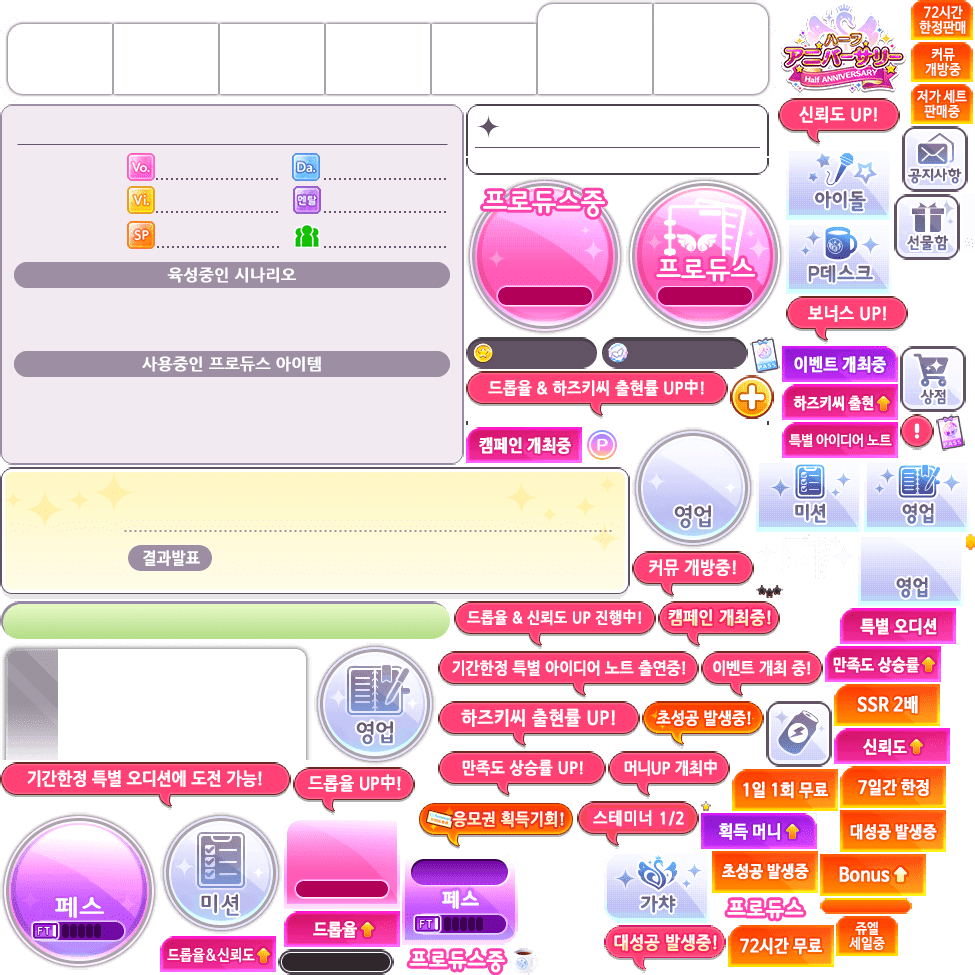 ハーフ
アニバーサリー
Half ANNIVERSARY
72시간
한정판매
커뮤
개방중
저가 세트
판매중
신뢰도 UP!
공지사항
아이돌
선물함
P데스크
보너스 UP!
Vo.
Da.
Vi.
멘탈
SP
육성중인 시나리오
사용중인 프로듀스 아이템
프로듀스중
프로듀스
PASS
이벤트 개최중
드롭율 & 하즈키씨 출현률 UP中!
하즈키씨 출현
상점
캠페인 개최중
P
특별 아이디어 노트
PASS
영업
미션
영업
결과발표
커뮤 개방중!
영업
드롭율 & 신뢰도 UP 진행中!
캠페인 개최중!
특별 오디션
기간한정 특별 아이디어 노트 출연중!
이벤트 개최 중!
만족도 상승률
영업
하즈키씨 출현률 UP!
초성공 발생중!
SSR 2배
신뢰도
기간한정 특별 오디션에 도전 가능!
드롭율 UP中!
만족도 상승률 UP!
머니UP 개최中
1일 1회 무료
7일간 한정
응모권 획득기회!
스테미너 1/2
획득 머니
대성공 발생중
페스
FT
미션
페스
FT
가챠
초성공 발생중
Bonus
드롭율
프로듀스
드롭율&신뢰도
프로듀스중
대성공 발생중!
72시간 무료
쥬엘
세일중